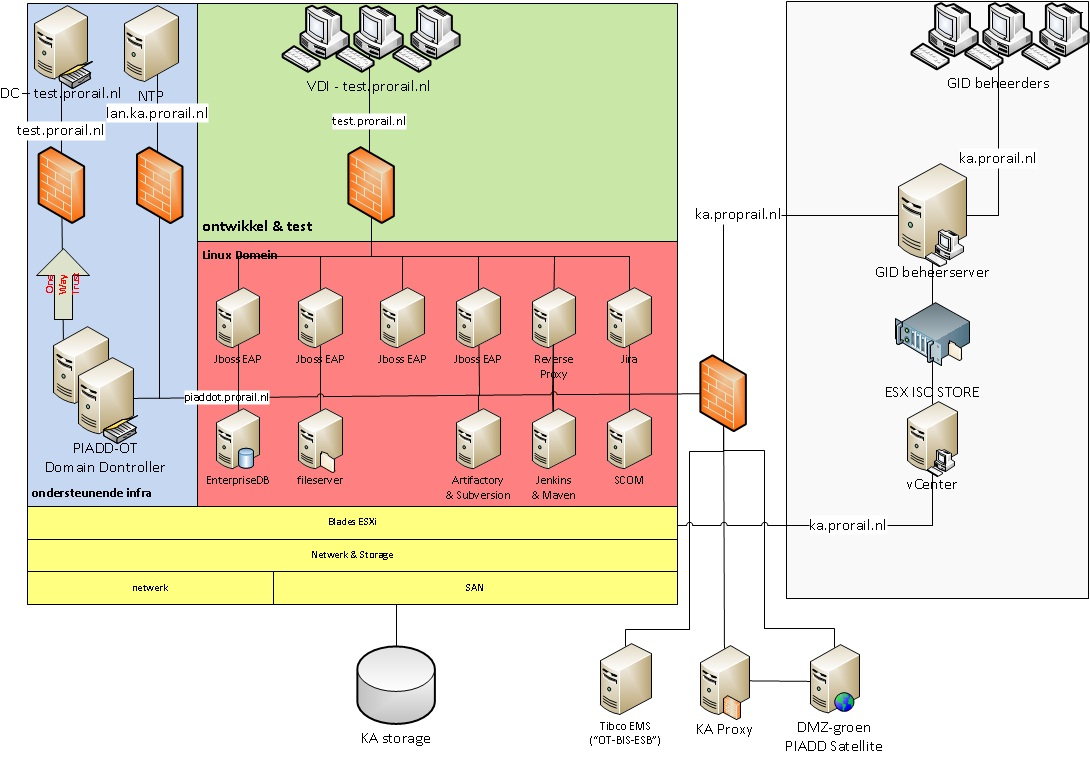 DC – test.prorail.nl
NTP
lan.ka.prorail.nl
test.prorail.nl
One
Way
Trust
PIADD-OT
Domain Dontroller
ondersteunende infra
VDI - test.prorail.nl
test.prorail.nl
ontwikkel & test
Linux Domein
Jboss EAP
Jboss EAP
Jboss EAP
Jboss EAP
Reverse
Proxy
Jira
piaddot.prorail.nl
EnterpriseDB
fileserver
Artifactory
& Subversion
Jenkins
& Maven
SCOM
Blades ESXi
Netwerk & Storage
netwerk
SAN
KA storage
GID beheerders
ka.prorail.nl
ka.proprail.nl
GID beheerserver
ESX ISO STORE
vCenter
ka.prorail.nl
Tibco EMS
("OT-BIS-ESB")
KA Proxy
DMZ-groen
PIADD Satellite